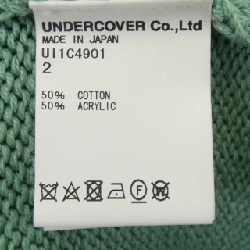 UNDERCOVER Co.,Ltd
MADE IN JAPAN
UI1C4901
2
50% COTTON
50% ACRYLIC
F